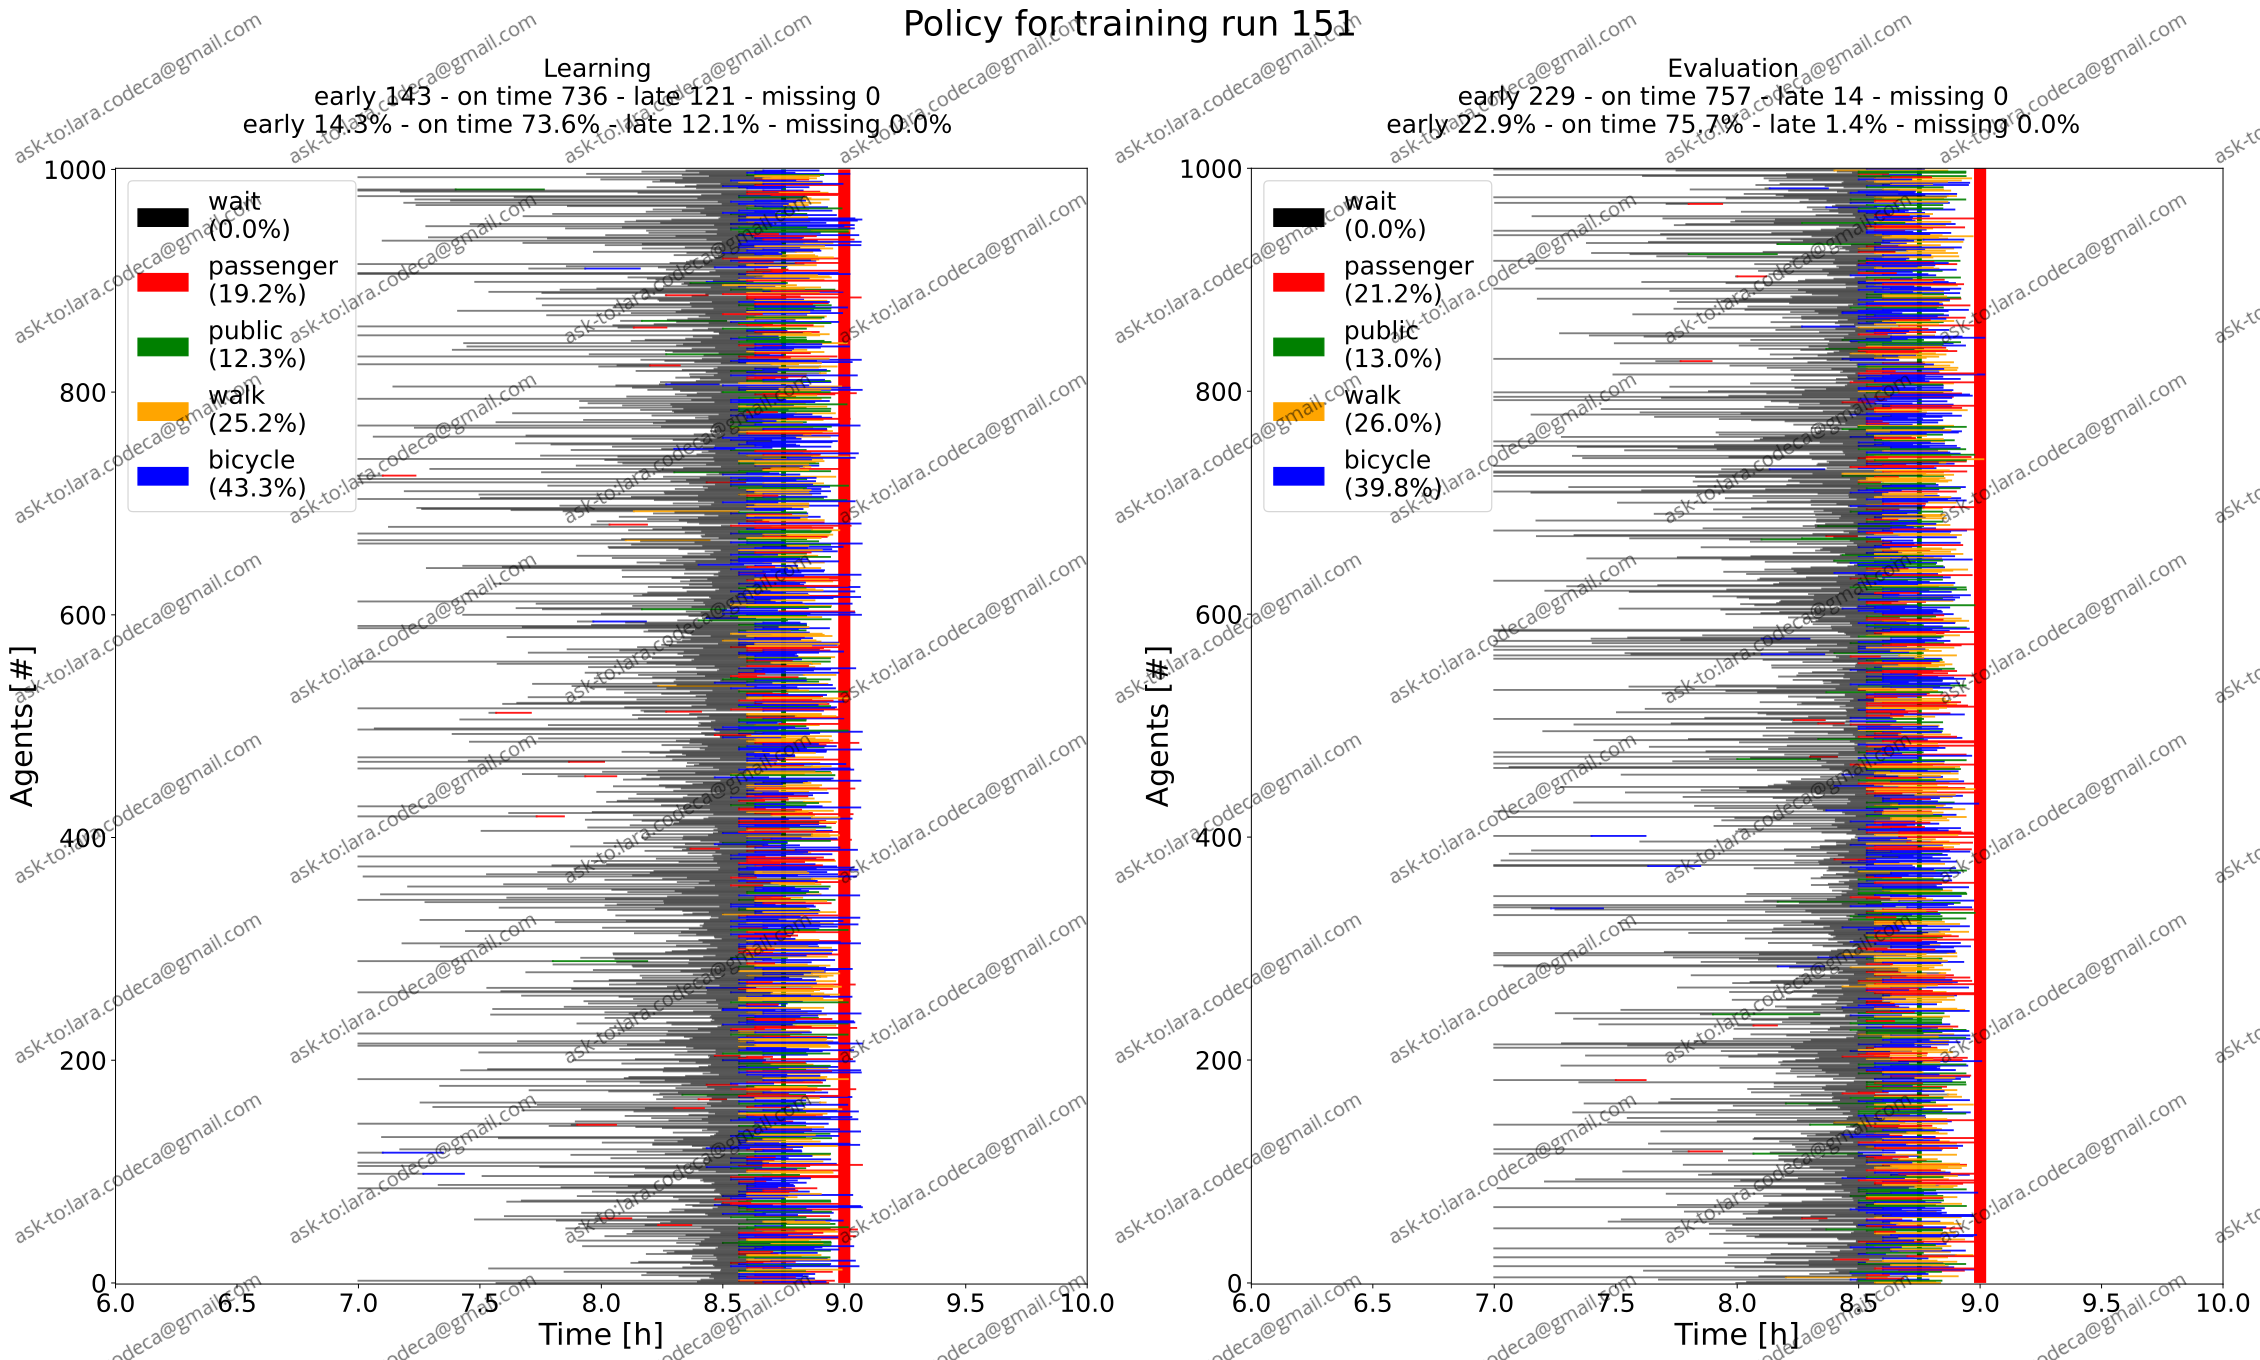 Policy for training run 151
Learning
early 143 - on time 736 - late 121 - missing 0
early 14.3% - on time 73.6% - late 12.1% - missing 0.0%
Agents [#]
1000
800
600
400
200
0
wait
(0.0%)
passenger
(19.2%)
public
(12.3%)
walk
(25.2%)
bicycle
(43.3%)
6.0 6.5 7.0 7.5 8.0 8.5 9.0 9.5 10.0
Time [h]
Evaluation
early 229 - on time 757 - late 14 - missing 0
early 22.9% - on time 75.7% - late 1.4% - missing 0.0%
Agents [#]
1000
800
600
400
200
0
wait
(0.0%)
passenger
(21.2%)
public
(13.0%)
walk
(26.0%)
bicycle
(39.8%)
6.0 6.5 7.0 7.5 8.0 8.5 9.0 9.5 10.0
Time [h]
ask-to:lara.codeca@gmail.com